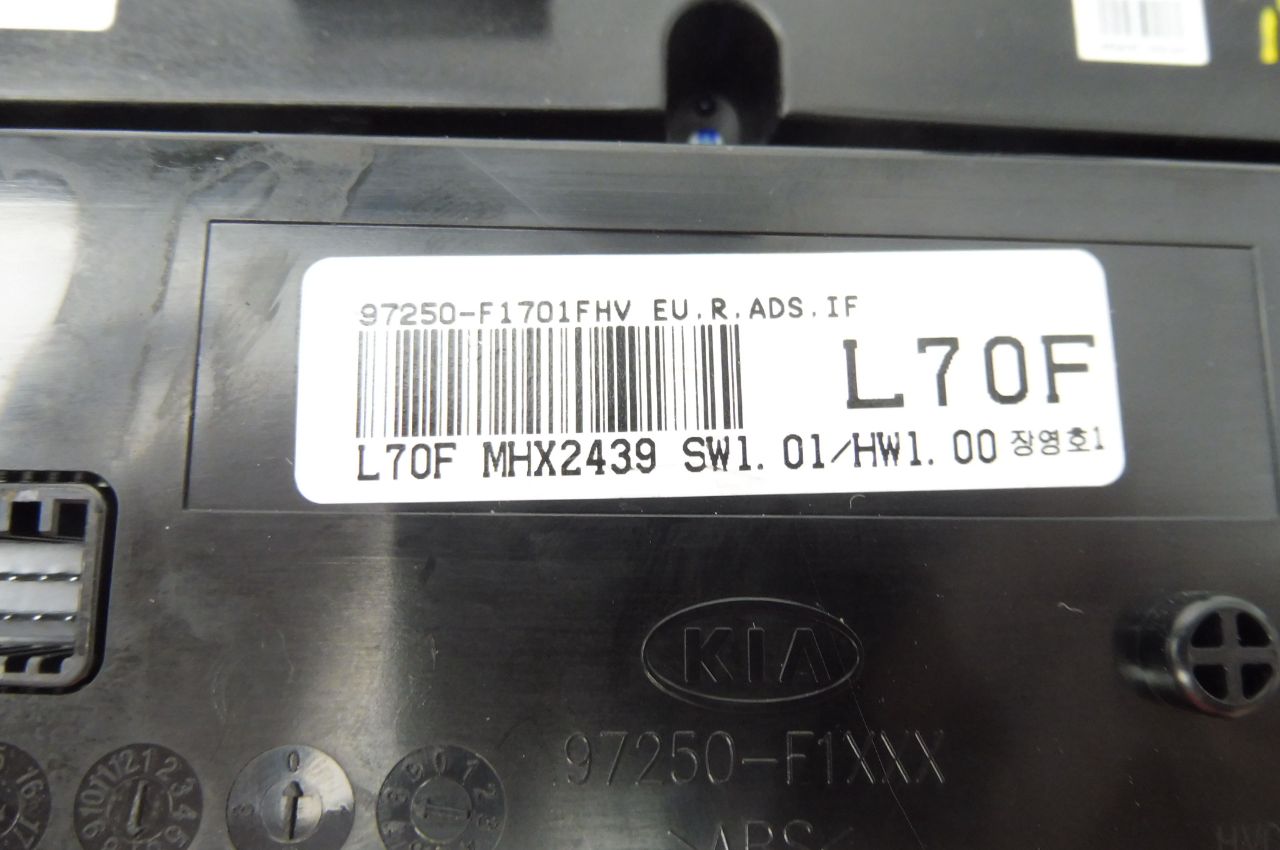 97250-F1701FHV EU.R.ADS.IF
L70F
L70F MHX2439 SW1.01/HW1.00 장영호1
KIA
97250-F1XXX
>ABS<